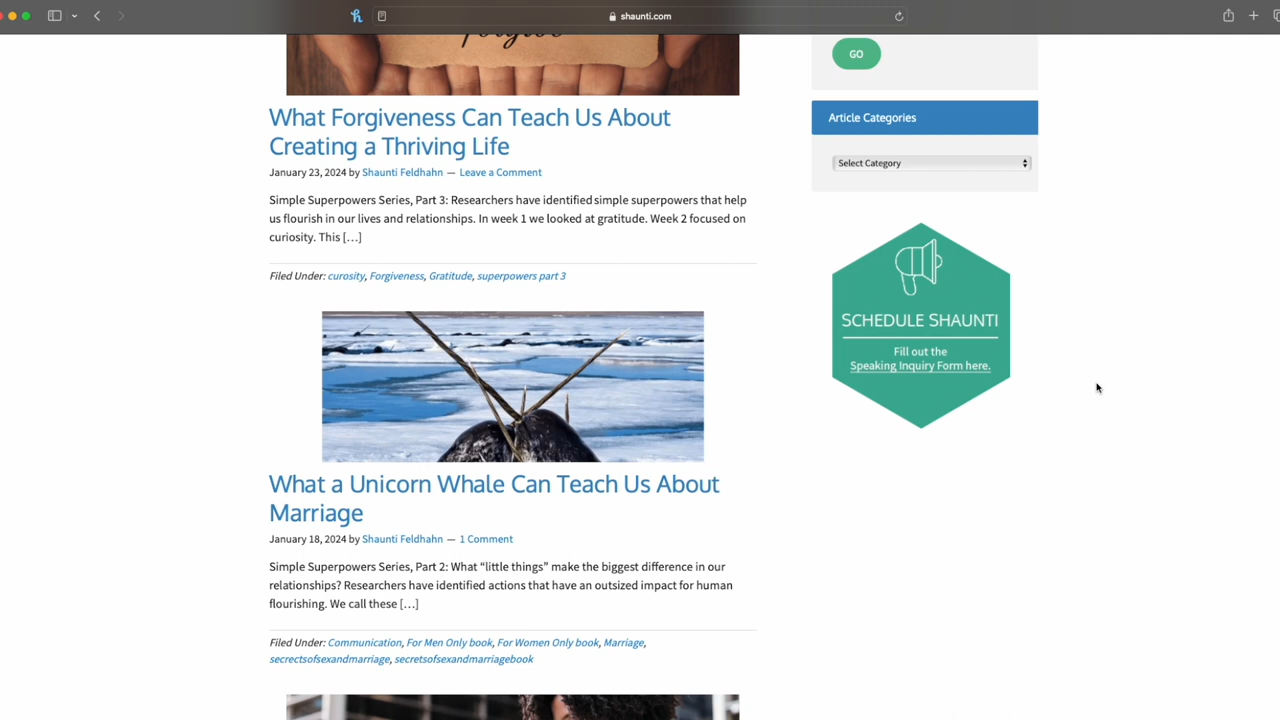 shaunti.com
What Forgiveness Can Teach Us About
Creating a Thriving Life
January 23, 2024 by Shaunti Feldhahn — Leave a Comment
Simple Superpowers Series, Part 3: Researchers have identified simple superpowers that help
us flourish in our lives and relationships. In week 1 we looked at gratitude. Week 2 focused on
curiosity. This […]
Filed Under: curosity, Forgiveness, Gratitude, superpowers part 3
What a Unicorn Whale Can Teach Us About
Marriage
January 18, 2024 by Shaunti Feldhahn — 1 Comment
Simple Superpowers Series, Part 2: What “little things” make the biggest difference in our
relationships? Researchers have identified actions that have an outsized impact for human
flourishing. We call these […]
Filed Under: Communication, For Men Only book, For Women Only book, Marriage,
secrectsofsexandmarriage, secretsofsexandmarriagebook
GO
Article Categories
Select Category
SCHEDULE SHAUNTI
Fill out the
Speaking Inquiry Form here.